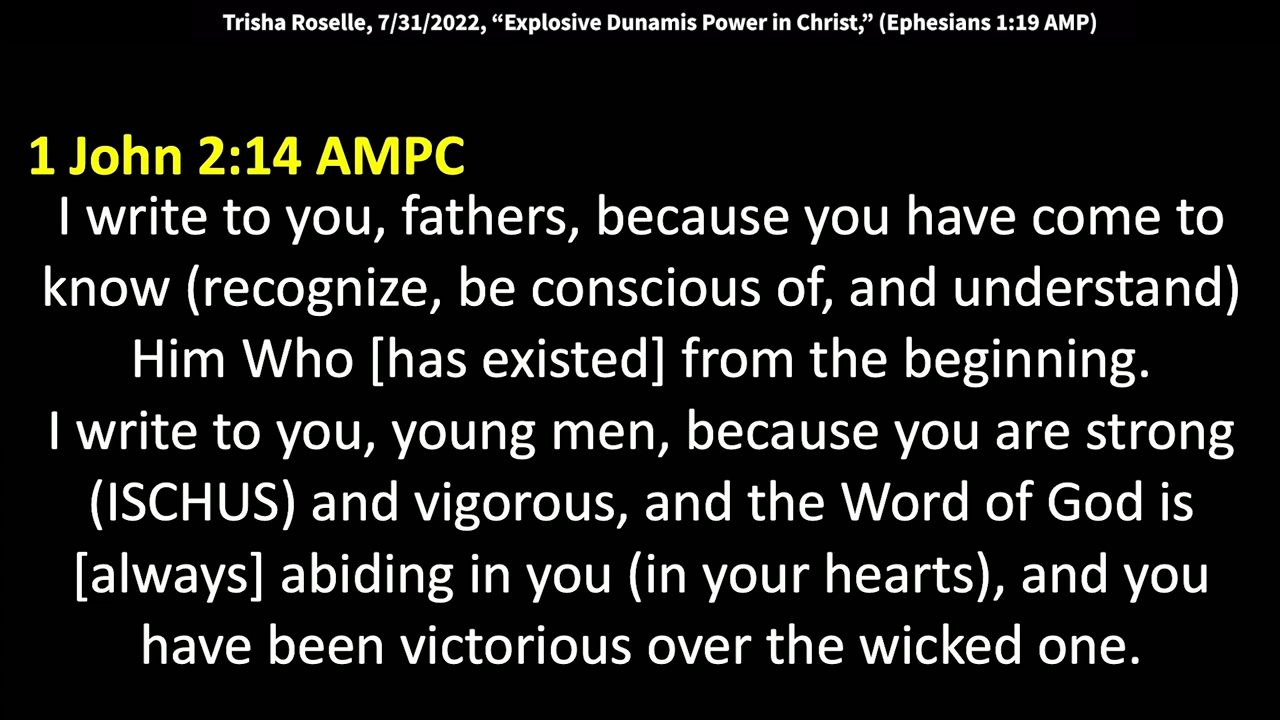 Trisha Roselle, 7/31/2022, “Explosive Dunamis Power in Christ,” (Ephesians 1:19 AMP)
1 John 2:14 AMPC
I write to you, fathers, because you have come to
know (recognize, be conscious of, and understand)
Him Who [has existed] from the beginning.
I write to you, young men, because you are strong
(ISCHUS) and vigorous, and the Word of God is
[always] abiding in you (in your hearts), and you
have been victorious over the wicked one.